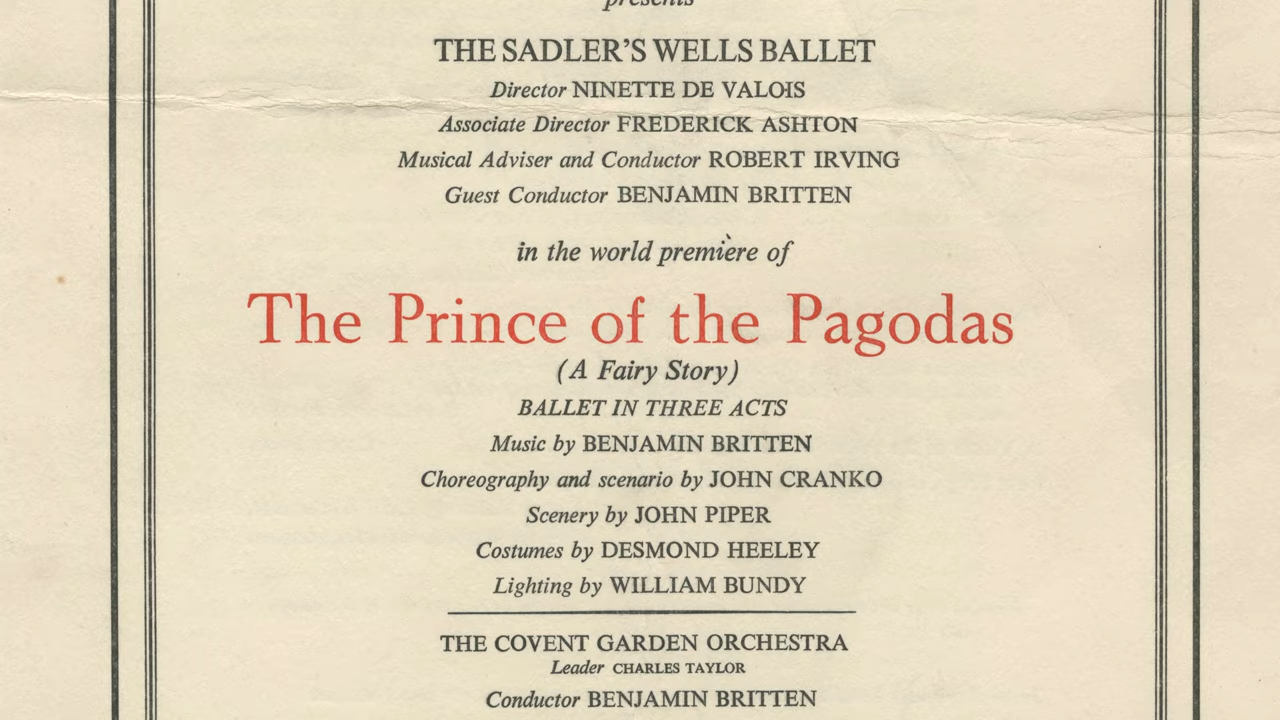 presents
THE SADLER'S WELLS BALLET
Director NINETTE DE VALOIS
Associate Director FREDERICK ASHTON
Musical Adviser and Conductor ROBERT IRVING
Guest Conductor BENJAMIN BRITTEN
in the world première of
The Prince of the Pagodas
(A Fairy Story)
BALLET IN THREE ACTS
Music by BENJAMIN BRITTEN
Choreography and scenario by JOHN CRANKO
Scenery by JOHN PIPER
Costumes by DESMOND HEELEY
Lighting by WILLIAM BUNDY
THE COVENT GARDEN ORCHESTRA
Leader CHARLES TAYLOR
Conductor BENJAMIN BRITTEN